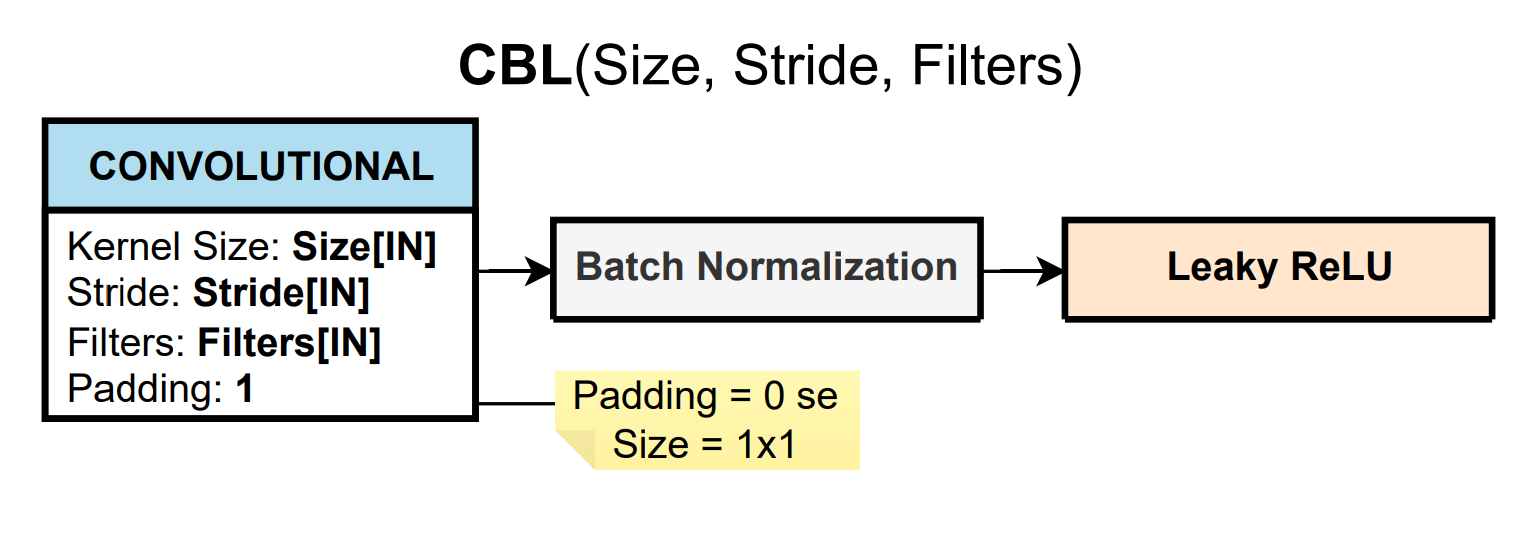 CBL(Size, Stride, Filters)
CONVOLUTIONAL
Kernel Size: Size[IN]
Stride: Stride[IN]
Filters: Filters[IN]
Padding: 1
Batch Normalization
Leaky ReLU
Padding = 0 se
Size = 1x1